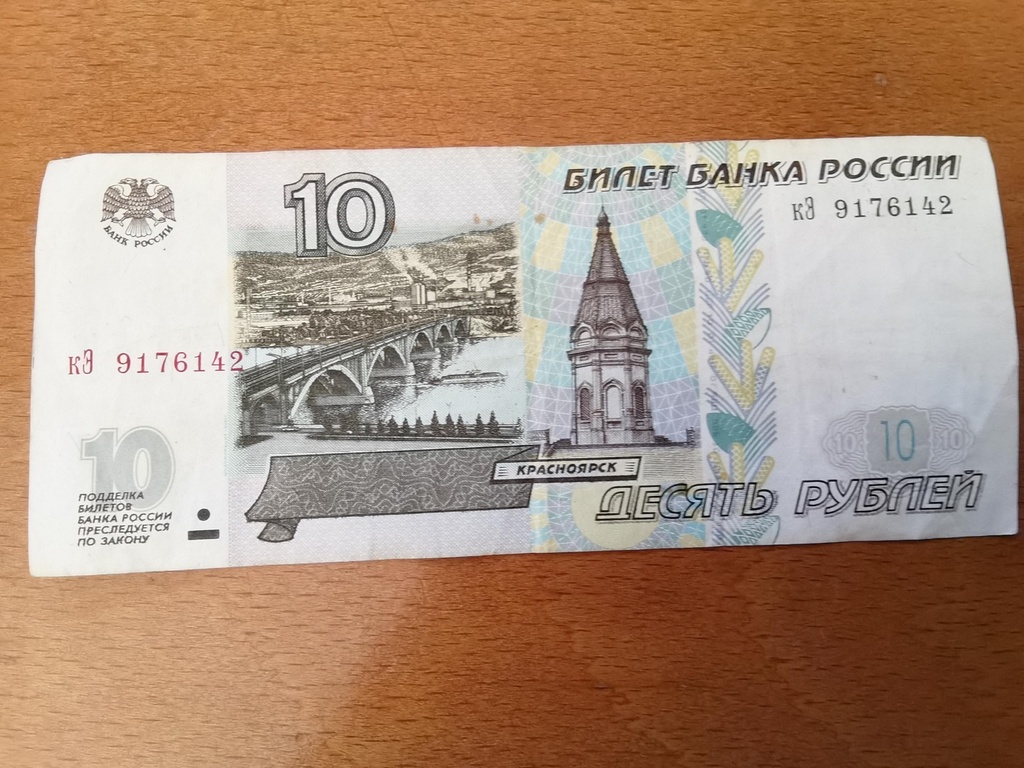 10
БИЛЕТ БАНКА РОССИИ
кЭ 9176142
БАНК РОССИИ
кЭ 9176142
10
10 10 10
КРАСНОЯРСК
ДЕСЯТЬ РУБЛЕЙ
ПОДДЕЛКА
БИЛЕТОВ
БАНКА РОССИИ
ПРЕСЛЕДУЕТСЯ
ПО ЗАКОНУ